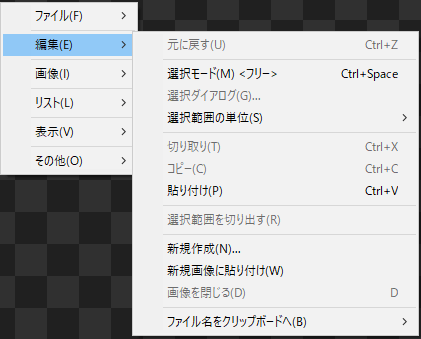 ファイル(F)
編集(E)
画像(I)
リスト(L)
表示(V)
その他(O)
元に戻す(U) Ctrl+Z
選択モード(M) <フリー> Ctrl+Space
選択ダイアログ(G)...
選択範囲の単位(S)
切り取り(T) Ctrl+X
コピー(C) Ctrl+C
貼り付け(P) Ctrl+V
選択範囲を切り出す(R)
新規作成(N)...
新規画像に貼り付け(W)
画像を閉じる(D) D
ファイル名をクリップボードへ(B)